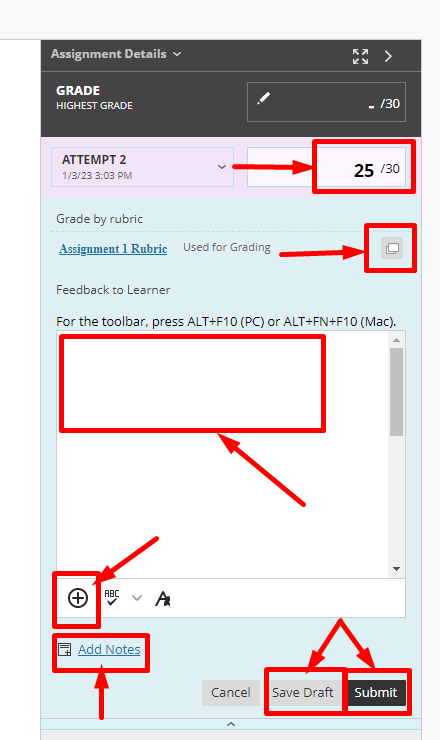 Assignment Details
GRADE
HIGHEST GRADE
- /30
ATTEMPT 2
1/3/23 3:03 PM
25 /30
Grade by rubric
Assignment 1 Rubric Used for Grading
Feedback to Learner
For the toolbar, press ALT+F10 (PC) or ALT+FN+F10 (Mac).
ABC
Add Notes
Cancel Save Draft Submit